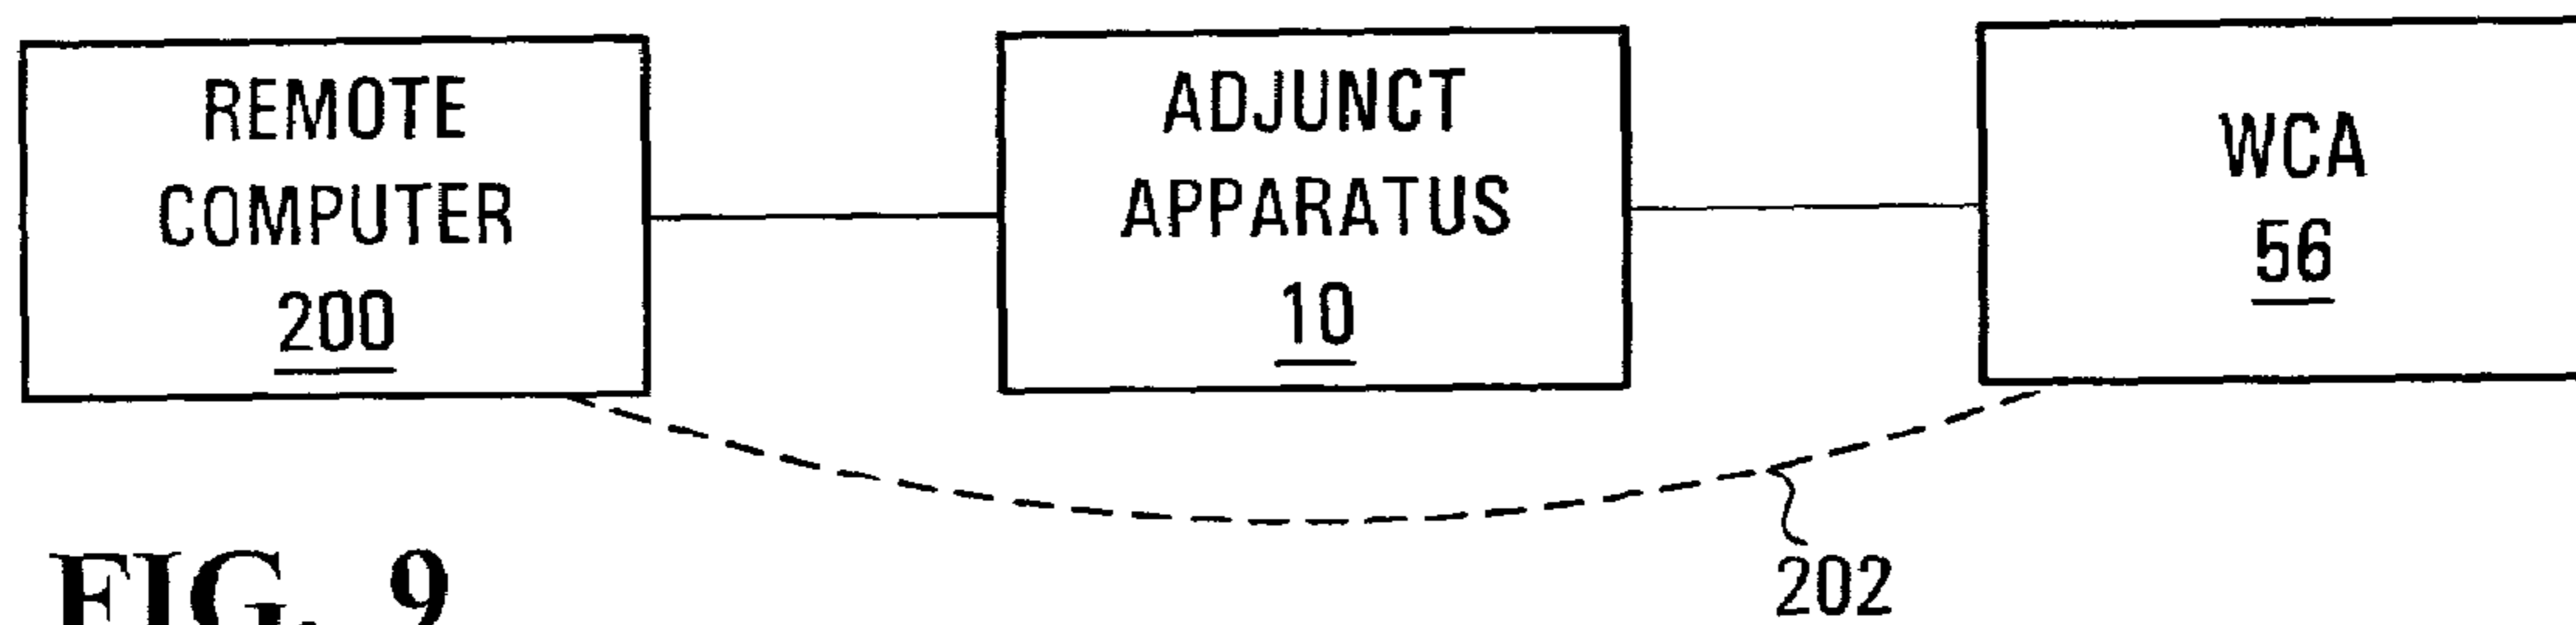 REMOTE
COMPUTER
200
ADJUNCT
APPARATUS
10
WCA
56
202
FIG. 9